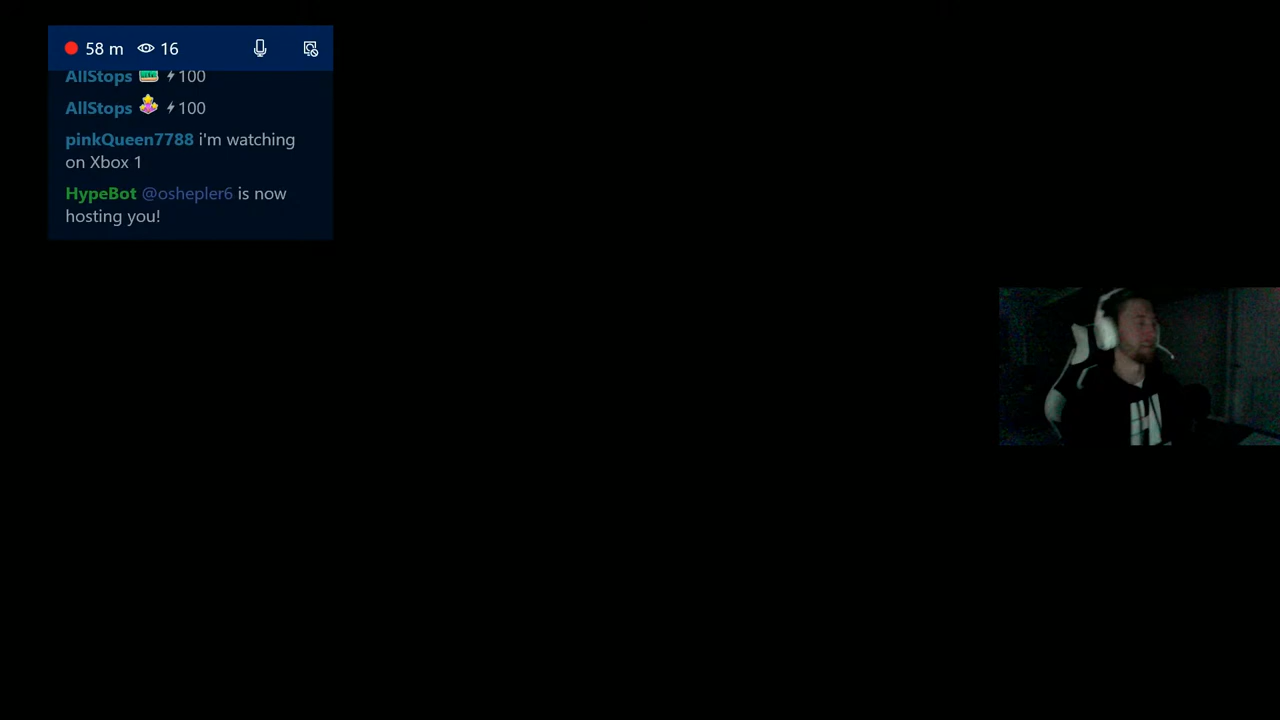 58 m 16
AllStops ⚡100
AllStops ⚡100
pinkQueen7788 i'm watching
on Xbox 1
HypeBot @oshepler6 is now
hosting you!